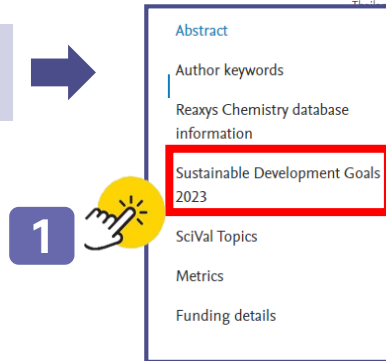 Abstract
Author keywords
Reaxys Chemistry database
information
Sustainable Development Goals
2023
1
SciVal Topics
Metrics
Funding details